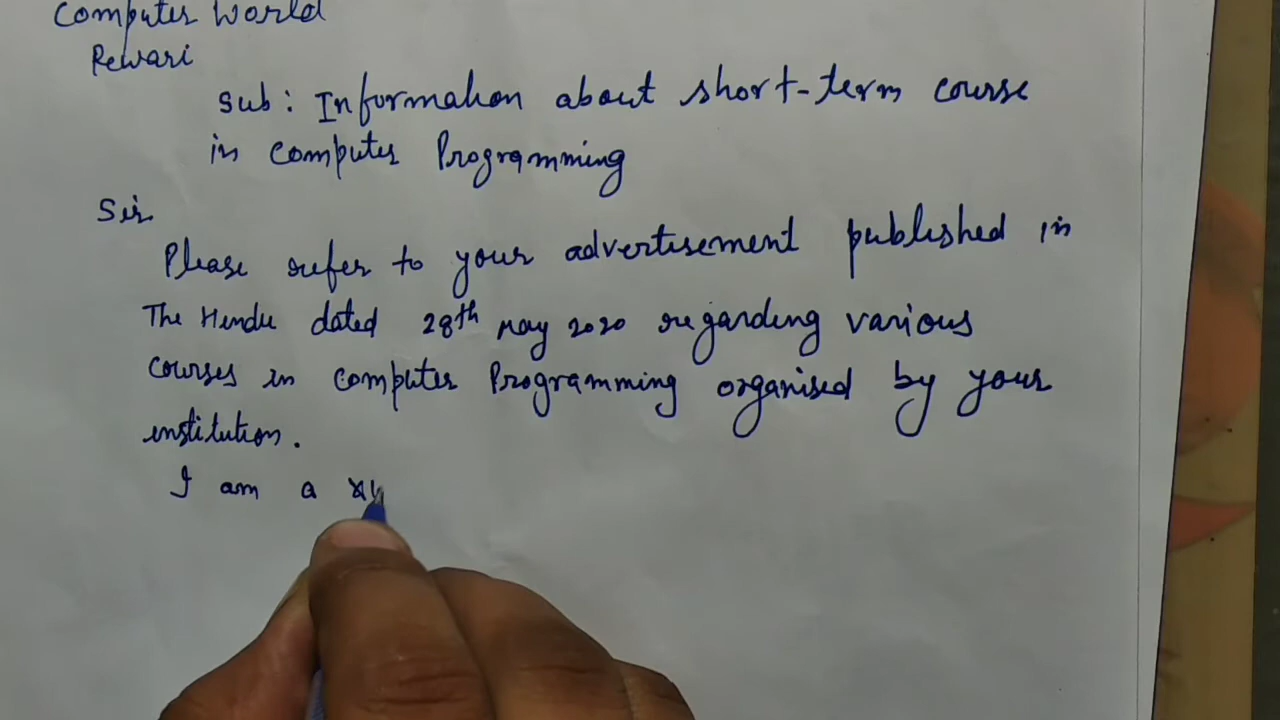 Computer World
Rewari
Sub: Information about short-term course
in Computer Programming
Sir
Please refer to your advertisement published in
The Hindu dated 28th may 2020 regarding various
courses in computer Programming organised by your
institution.
I am a